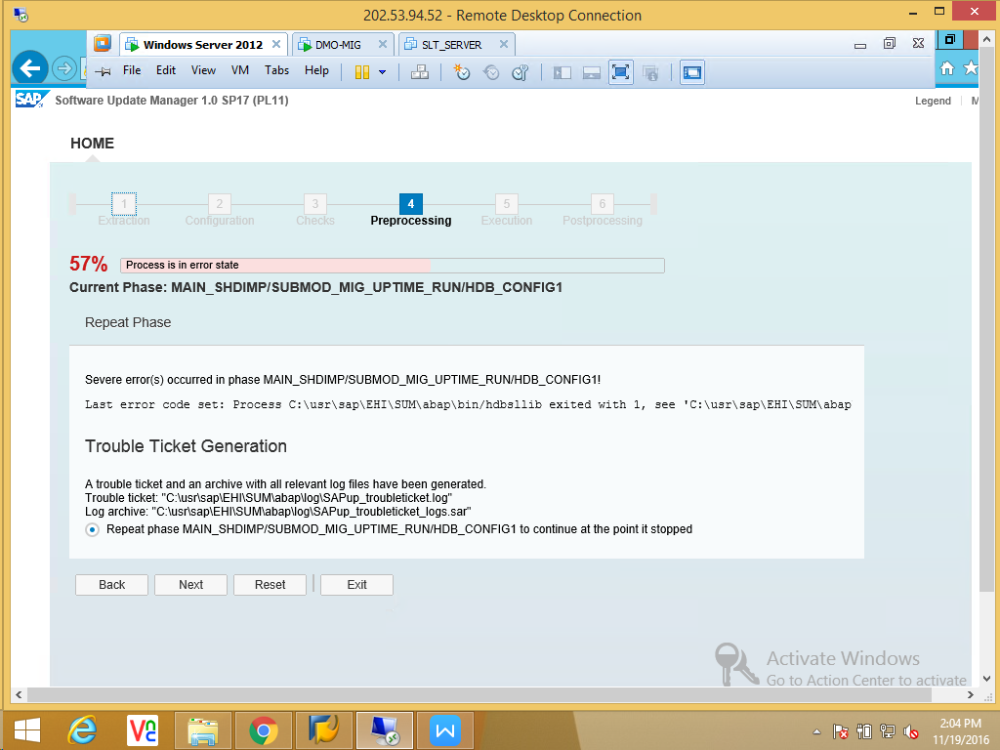 202.53.94.52 - Remote Desktop Connection
Windows Server 2012 DMO-MIG SLT_SERVER
File Edit View VM Tabs Help
SAP Software Update Manager 1.0 SP17 (PL11) Legend M
HOME
1 2 3 4 5 6
Extraction Configuration Checks Preprocessing Execution Postprocessing
57% Process is in error state
Current Phase: MAIN_SHDIMP/SUBMOD_MIG_UPTIME_RUN/HDB_CONFIG1
Repeat Phase
Severe error(s) occurred in phase MAIN_SHDIMP/SUBMOD_MIG_UPTIME_RUN/HDB_CONFIG1!
Last error code set: Process C:\usr\sap\EHI\SUM\abap\bin/hdbsllib exited with 1, see 'C:\usr\sap\EHI\SUM\abap
Trouble Ticket Generation
A trouble ticket and an archive with all relevant log files have been generated.
Trouble ticket: "C:\usr\sap\EHI\SUM\abap\log\SAPup_troubleticket.log"
Log archive: "C:\usr\sap\EHI\SUM\abap\log\SAPup_troubleticket_logs.sar"
Repeat phase MAIN_SHDIMP/SUBMOD_MIG_UPTIME_RUN/HDB_CONFIG1 to continue at the point it stopped
Back Next Reset Exit
Activate Windows
Go to Action Center to activate
2:04 PM
11/19/2016